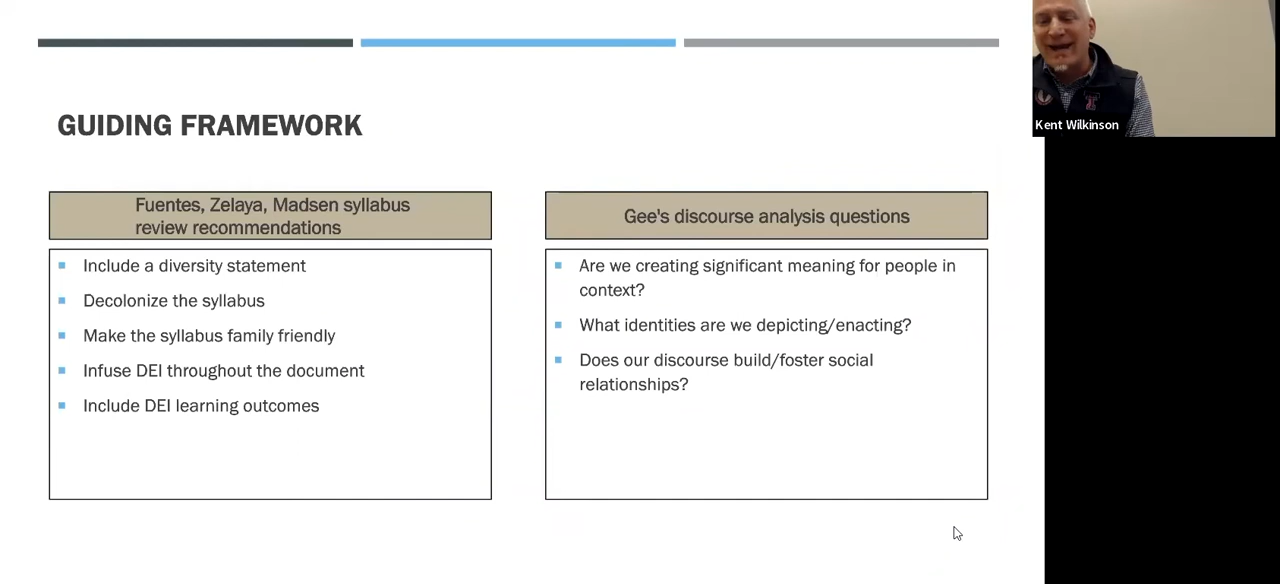 GUIDING FRAMEWORK
Fuentes, Zelaya, Madsen syllabus
review recommendations
Include a diversity statement
Decolonize the syllabus
Make the syllabus family friendly
Infuse DEI throughout the document
Include DEI learning outcomes
Gee's discourse analysis questions
Are we creating significant meaning for people in
context?
What identities are we depicting/enacting?
Does our discourse build/foster social
relationships?
Kent Wilkinson